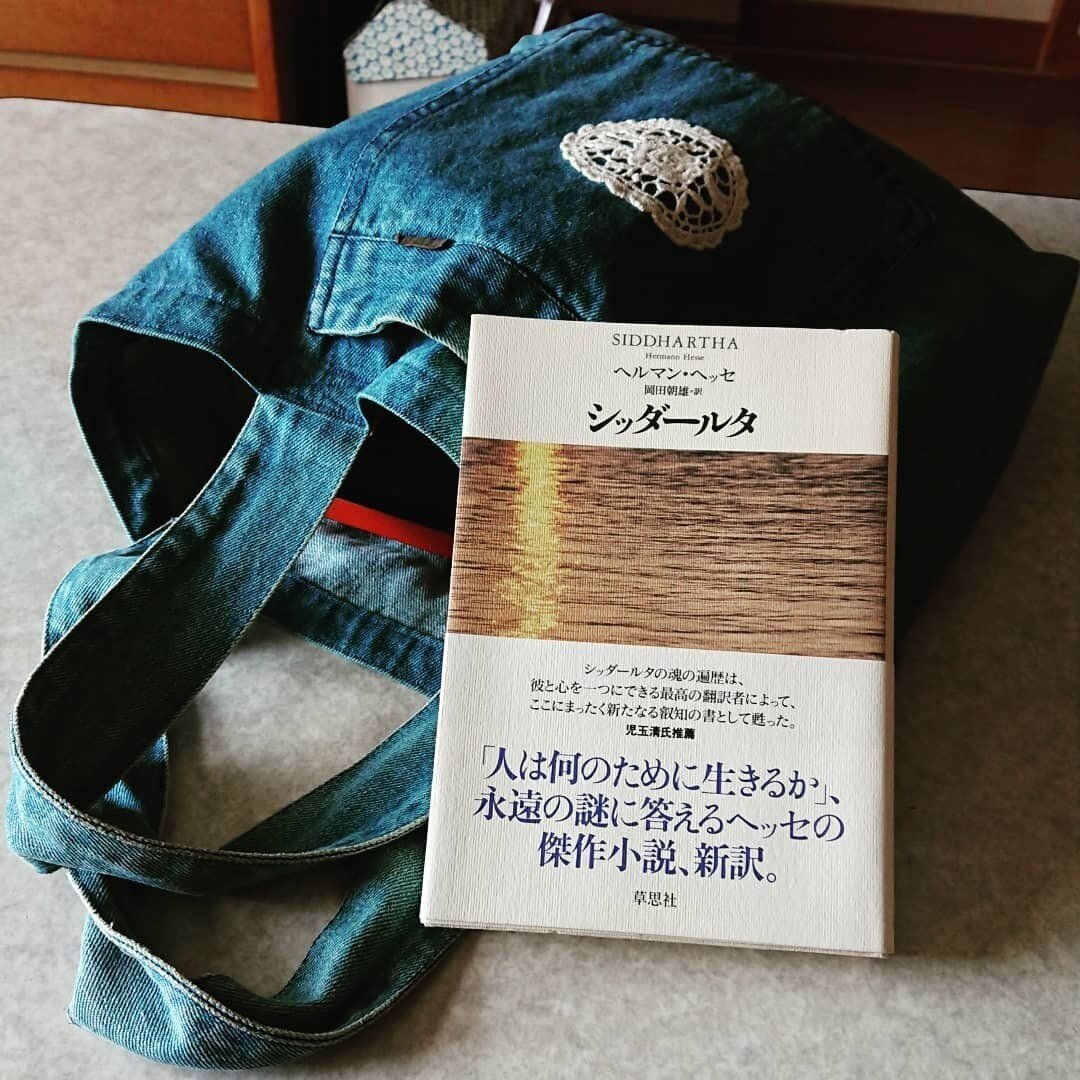 SIDDHARTHA
Hermann Hesse
ヘルマン・ヘッセ
岡田朝雄・訳
シッダールタ
シッダールタの魂の遍歴は、
彼と心を一つにできる最高の翻訳者によって、
ここにまったく新たなる叡知の書として甦った。
児玉清氏推薦
「人は何のために生きるか」、
永遠の謎に答えるヘッセの
傑作小説、新訳。
草思社